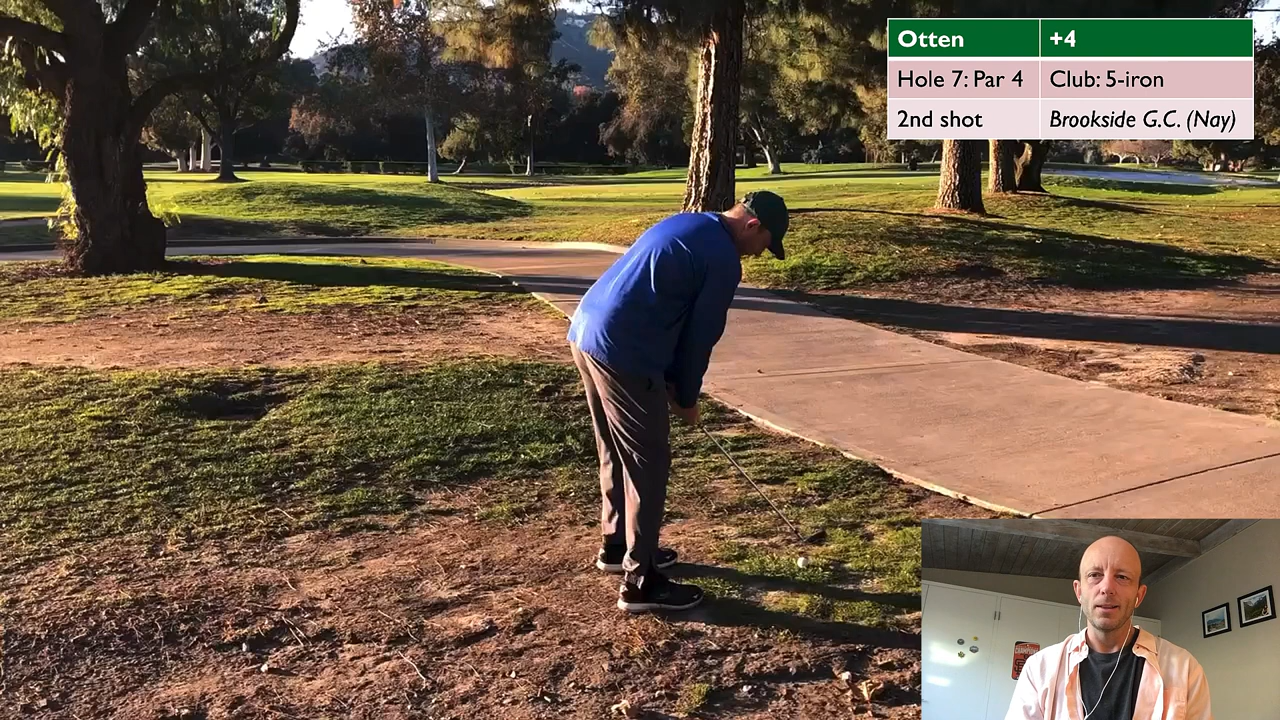 Otten +4
Hole 7: Par 4 Club: 5-iron
2nd shot Brookside G.C. (Nay)